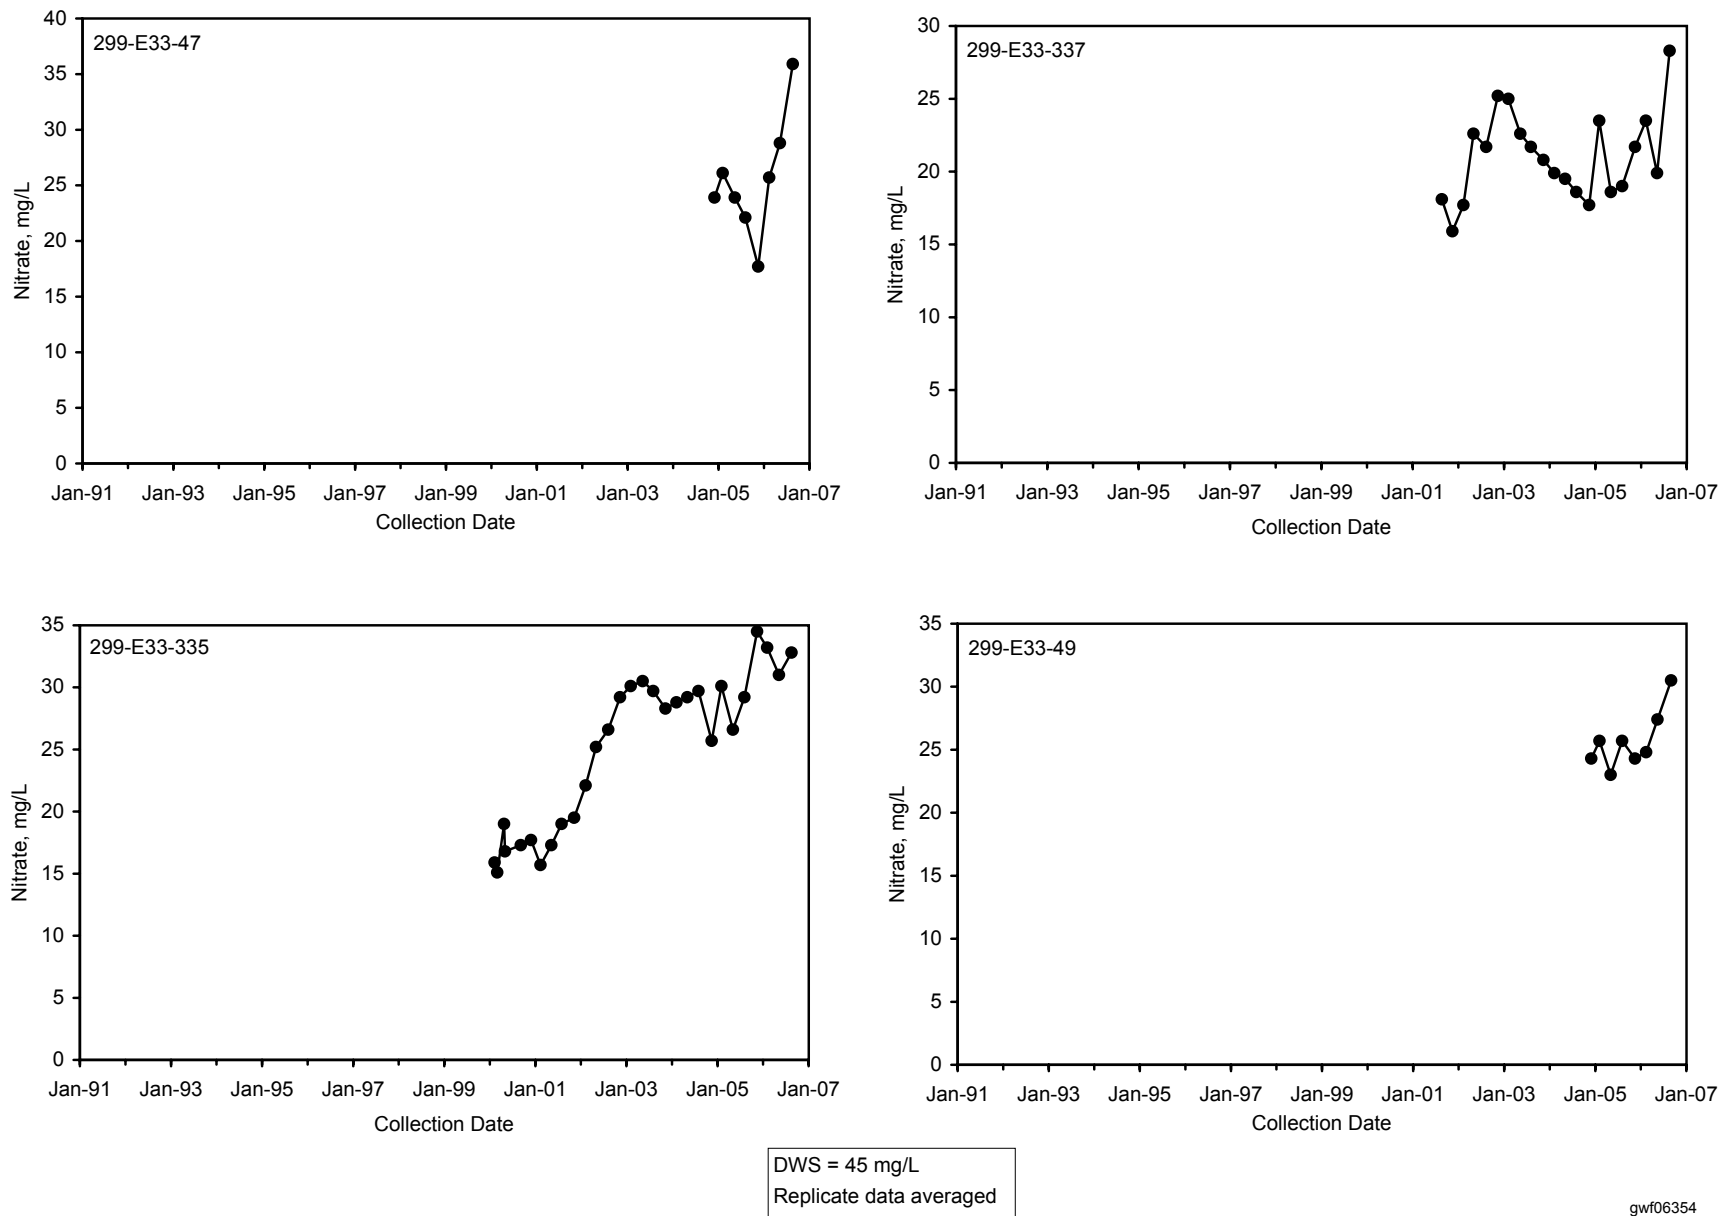 299-E33-47
40
35
30
25
20
15
10
5
0
Nitrate, mg/L
Jan-91 Jan-93 Jan-95 Jan-97 Jan-99 Jan-01 Jan-03 Jan-05 Jan-07
Collection Date
299-E33-337
30
25
20
15
10
5
0
Nitrate, mg/L
Jan-91 Jan-93 Jan-95 Jan-97 Jan-99 Jan-01 Jan-03 Jan-05 Jan-07
Collection Date
299-E33-335
35
30
25
20
15
10
5
0
Nitrate, mg/L
Jan-91 Jan-93 Jan-95 Jan-97 Jan-99 Jan-01 Jan-03 Jan-05 Jan-07
Collection Date
299-E33-49
35
30
25
20
15
10
5
0
Nitrate, mg/L
Jan-91 Jan-93 Jan-95 Jan-97 Jan-99 Jan-01 Jan-03 Jan-05 Jan-07
Collection Date
DWS = 45 mg/L
Replicate data averaged
gwf06354